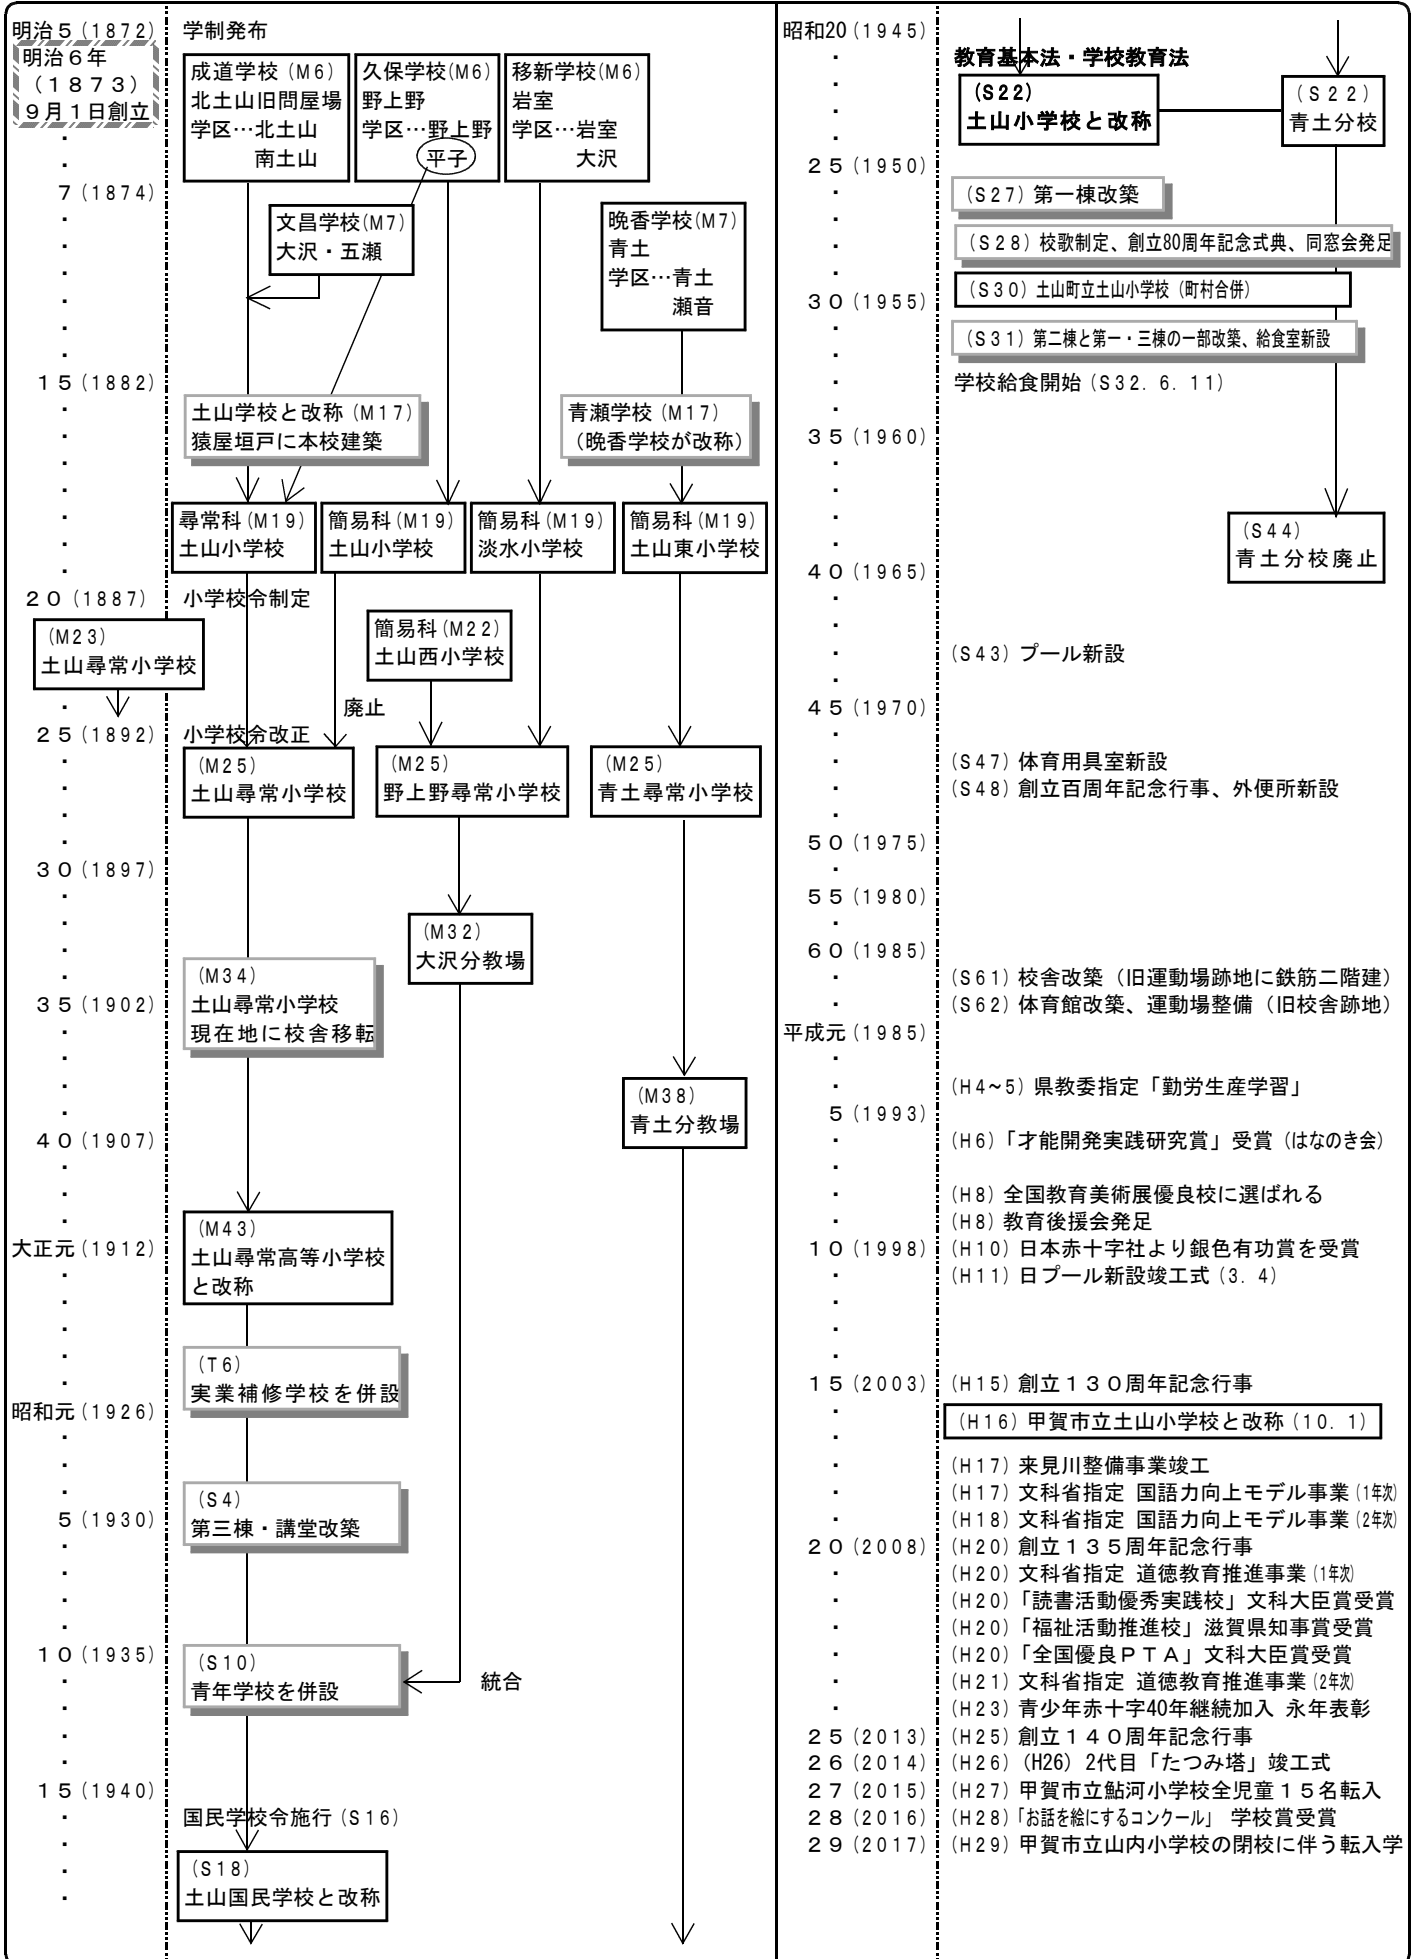 明治５(1872)
学制発布
明治６年
（１８７３）
９月１日創立
成道学校（M6）
北土山旧問屋場
学区…北土山
南土山
久保学校(M6)
野上野
学区…野上野
平子
移新学校(M6)
岩室
学区…岩室
大沢
７(1874)
文昌学校(M7)
大沢・五瀬
晩香学校(M7)
青土
学区…青土
瀬音
１５(1882)
土山学校と改称(M17)
猿屋垣戸に本校建築
青瀬学校(M17)
（晩香学校が改称）
尋常科(M19)
土山小学校
簡易科(M19)
土山小学校
簡易科(M19)
淡水小学校
簡易科(M19)
土山東小学校
２０(1887)
小学校令制定
(M23)
土山尋常小学校
簡易科(M22)
土山西小学校
廃止
２５(1892)
小学校令改正
(M25)
土山尋常小学校
(M25)
野上野尋常小学校
(M25)
青土尋常小学校
３０(1897)
(M32)
大沢分教場
(M34)
土山尋常小学校
現在地に校舎移転
３５(1902)
(M38)
青土分教場
４０(1907)
(M43)
土山尋常高等小学校
と改称
大正元(1912)
(T6)
実業補修学校を併設
昭和元(1926)
(S4)
第三棟・講堂改築
５(1930)
１０(1935)
(S10)
青年学校を併設
統合
１５(1940)
国民学校令施行(S16)
(S18)
土山国民学校と改称
昭和20(1945)
教育基本法・学校教育法
(S22)
土山小学校と改称
(S22)
青土分校
２５(1950)
(S27)第一棟改築
(S28)校歌制定、創立80周年記念式典、同窓会発足
(S30)土山町立土山小学校（町村合併）
３０(1955)
(S31)第二棟と第一・三棟の一部改築、給食室新設
学校給食開始(S32.6.11)
３５(1960)
(S44)
青土分校廃止
４０(1965)
(S43)プール新設
４５(1970)
(S47)体育用具室新設
(S48)創立百周年記念行事、外便所新設
５０(1975)
５５(1980)
６０(1985)
(S61)校舎改築（旧運動場跡地に鉄筋二階建）
(S62)体育館改築、運動場整備（旧校舎跡地）
平成元(1985)
(H4~5)県教委指定「勤労生産学習」
５(1993)
(H6)「才能開発実践研究賞」受賞（はなのき会）
(H8)全国教育美術展優良校に選ばれる
(H8)教育後援会発足
１０(1998)
(H10)日本赤十字社より銀色有功賞を受賞
(H11)日プール新設竣工式(3.4)
１５(2003)
(H15)創立１３０周年記念行事
(H16)甲賀市立土山小学校と改称(10.1)
(H17)来見川整備事業竣工
(H17)文科省指定 国語力向上モデル事業(1年次)
(H18)文科省指定 国語力向上モデル事業(2年次)
２０(2008)
(H20)創立１３５周年記念行事
(H20)文科省指定 道徳教育推進事業(1年次)
(H20)「読書活動優秀実践校」文科大臣賞受賞
(H20)「福祉活動推進校」滋賀県知事賞受賞
(H20)「全国優良ＰＴＡ」文科大臣賞受賞
(H21)文科省指定 道徳教育推進事業(2年次)
(H23)青少年赤十字40年継続加入 永年表彰
２５(2013)
(H25)創立１４０周年記念行事
２６(2014)
(H26)(H26) 2代目「たつみ塔」竣工式
２７(2015)
(H27)甲賀市立鮎河小学校全児童１５名転入
２８(2016)
(H28)「お話を絵にするコンクール」 学校賞受賞
２９(2017)
(H29)甲賀市立山内小学校の閉校に伴う転入学